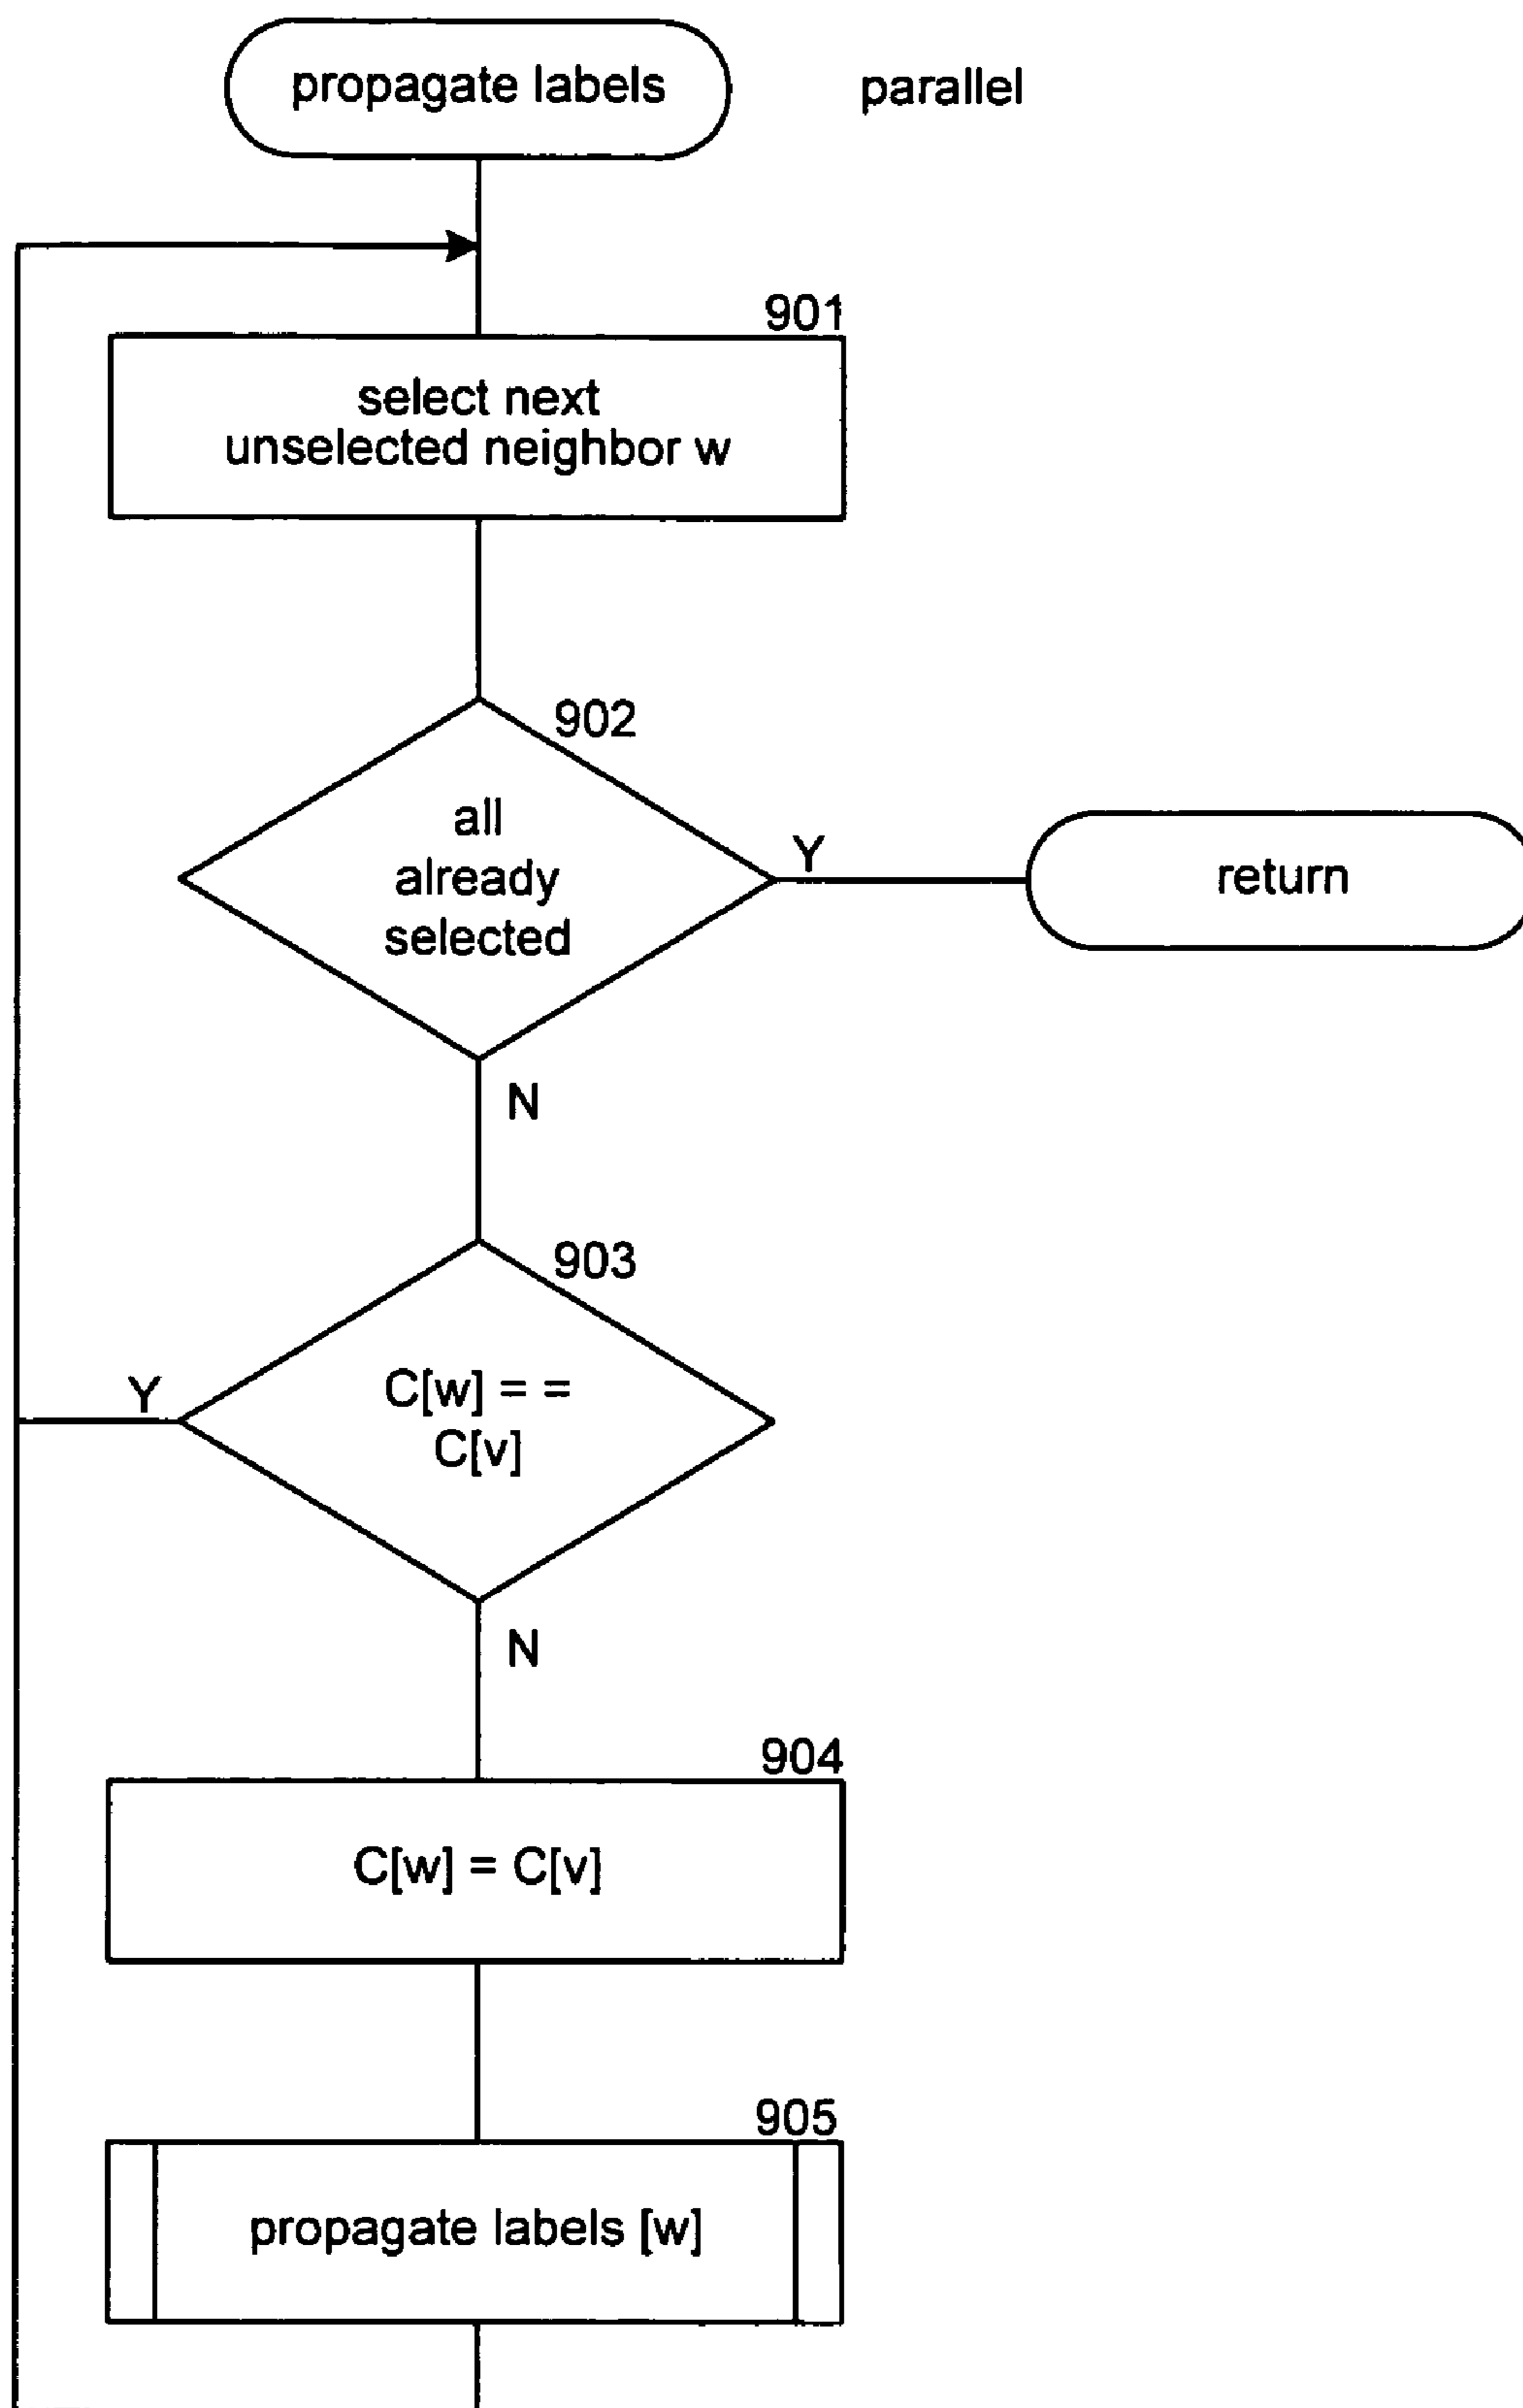 propagate labels
parallel
901
select next
unselected neighbor w
902
all
already
selected
Y
return
N
903
C[w] = =
C[v]
Y
N
904
C[w] = C[v]
905
propagate labels [w]